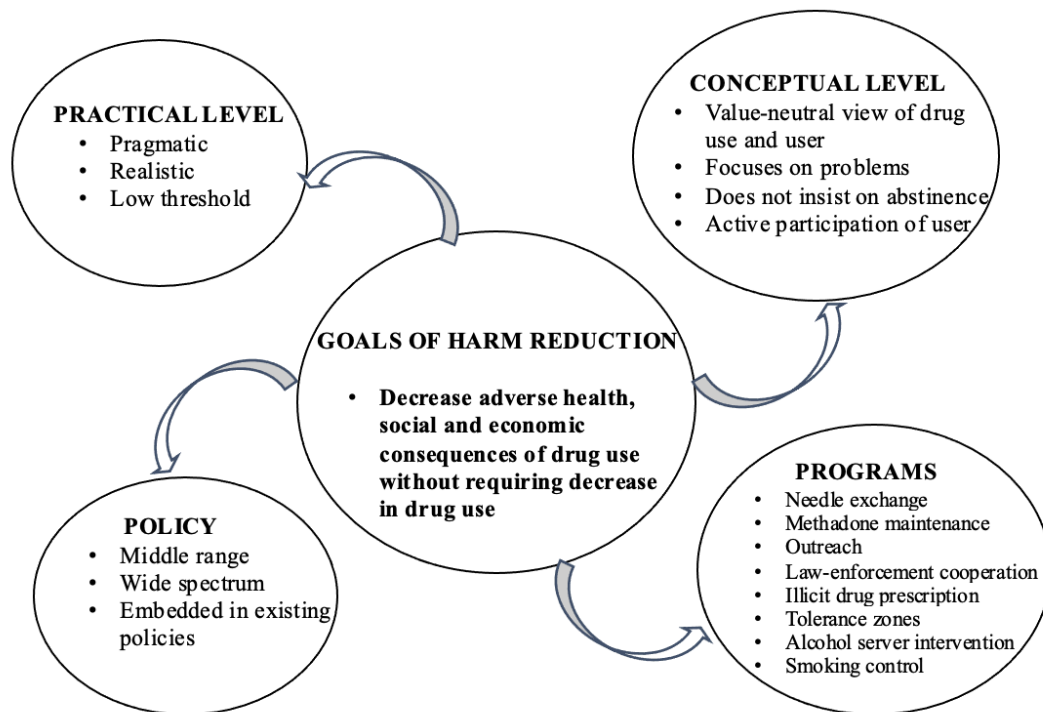 PRACTICAL LEVEL
• Pragmatic
• Realistic
• Low threshold
CONCEPTUAL LEVEL
• Value-neutral view of drug
use and user
• Focuses on problems
• Does not insist on abstinence
• Active participation of user
GOALS OF HARM REDUCTION
• Decrease adverse health,
social and economic
consequences of drug use
without requiring decrease
in drug use
POLICY
• Middle range
• Wide spectrum
• Embedded in existing
policies
PROGRAMS
• Needle exchange
• Methadone maintenance
• Outreach
• Law-enforcement cooperation
• Illicit drug prescription
• Tolerance zones
• Alcohol server intervention
• Smoking control